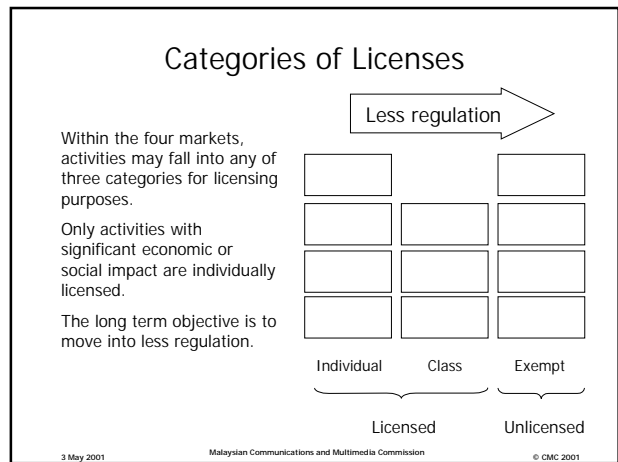 Categories of Licenses
Less regulation
Within the four markets,
activities may fall into any of
three categories for licensing
purposes.
Only activities with
significant economic or
social impact are individually
licensed.
The long term objective is to
move into less regulation.
Individual
Class
Exempt
Licensed
Unlicensed
3 May 2001
Malaysian Communications and Multimedia Commission
© CMC 2001